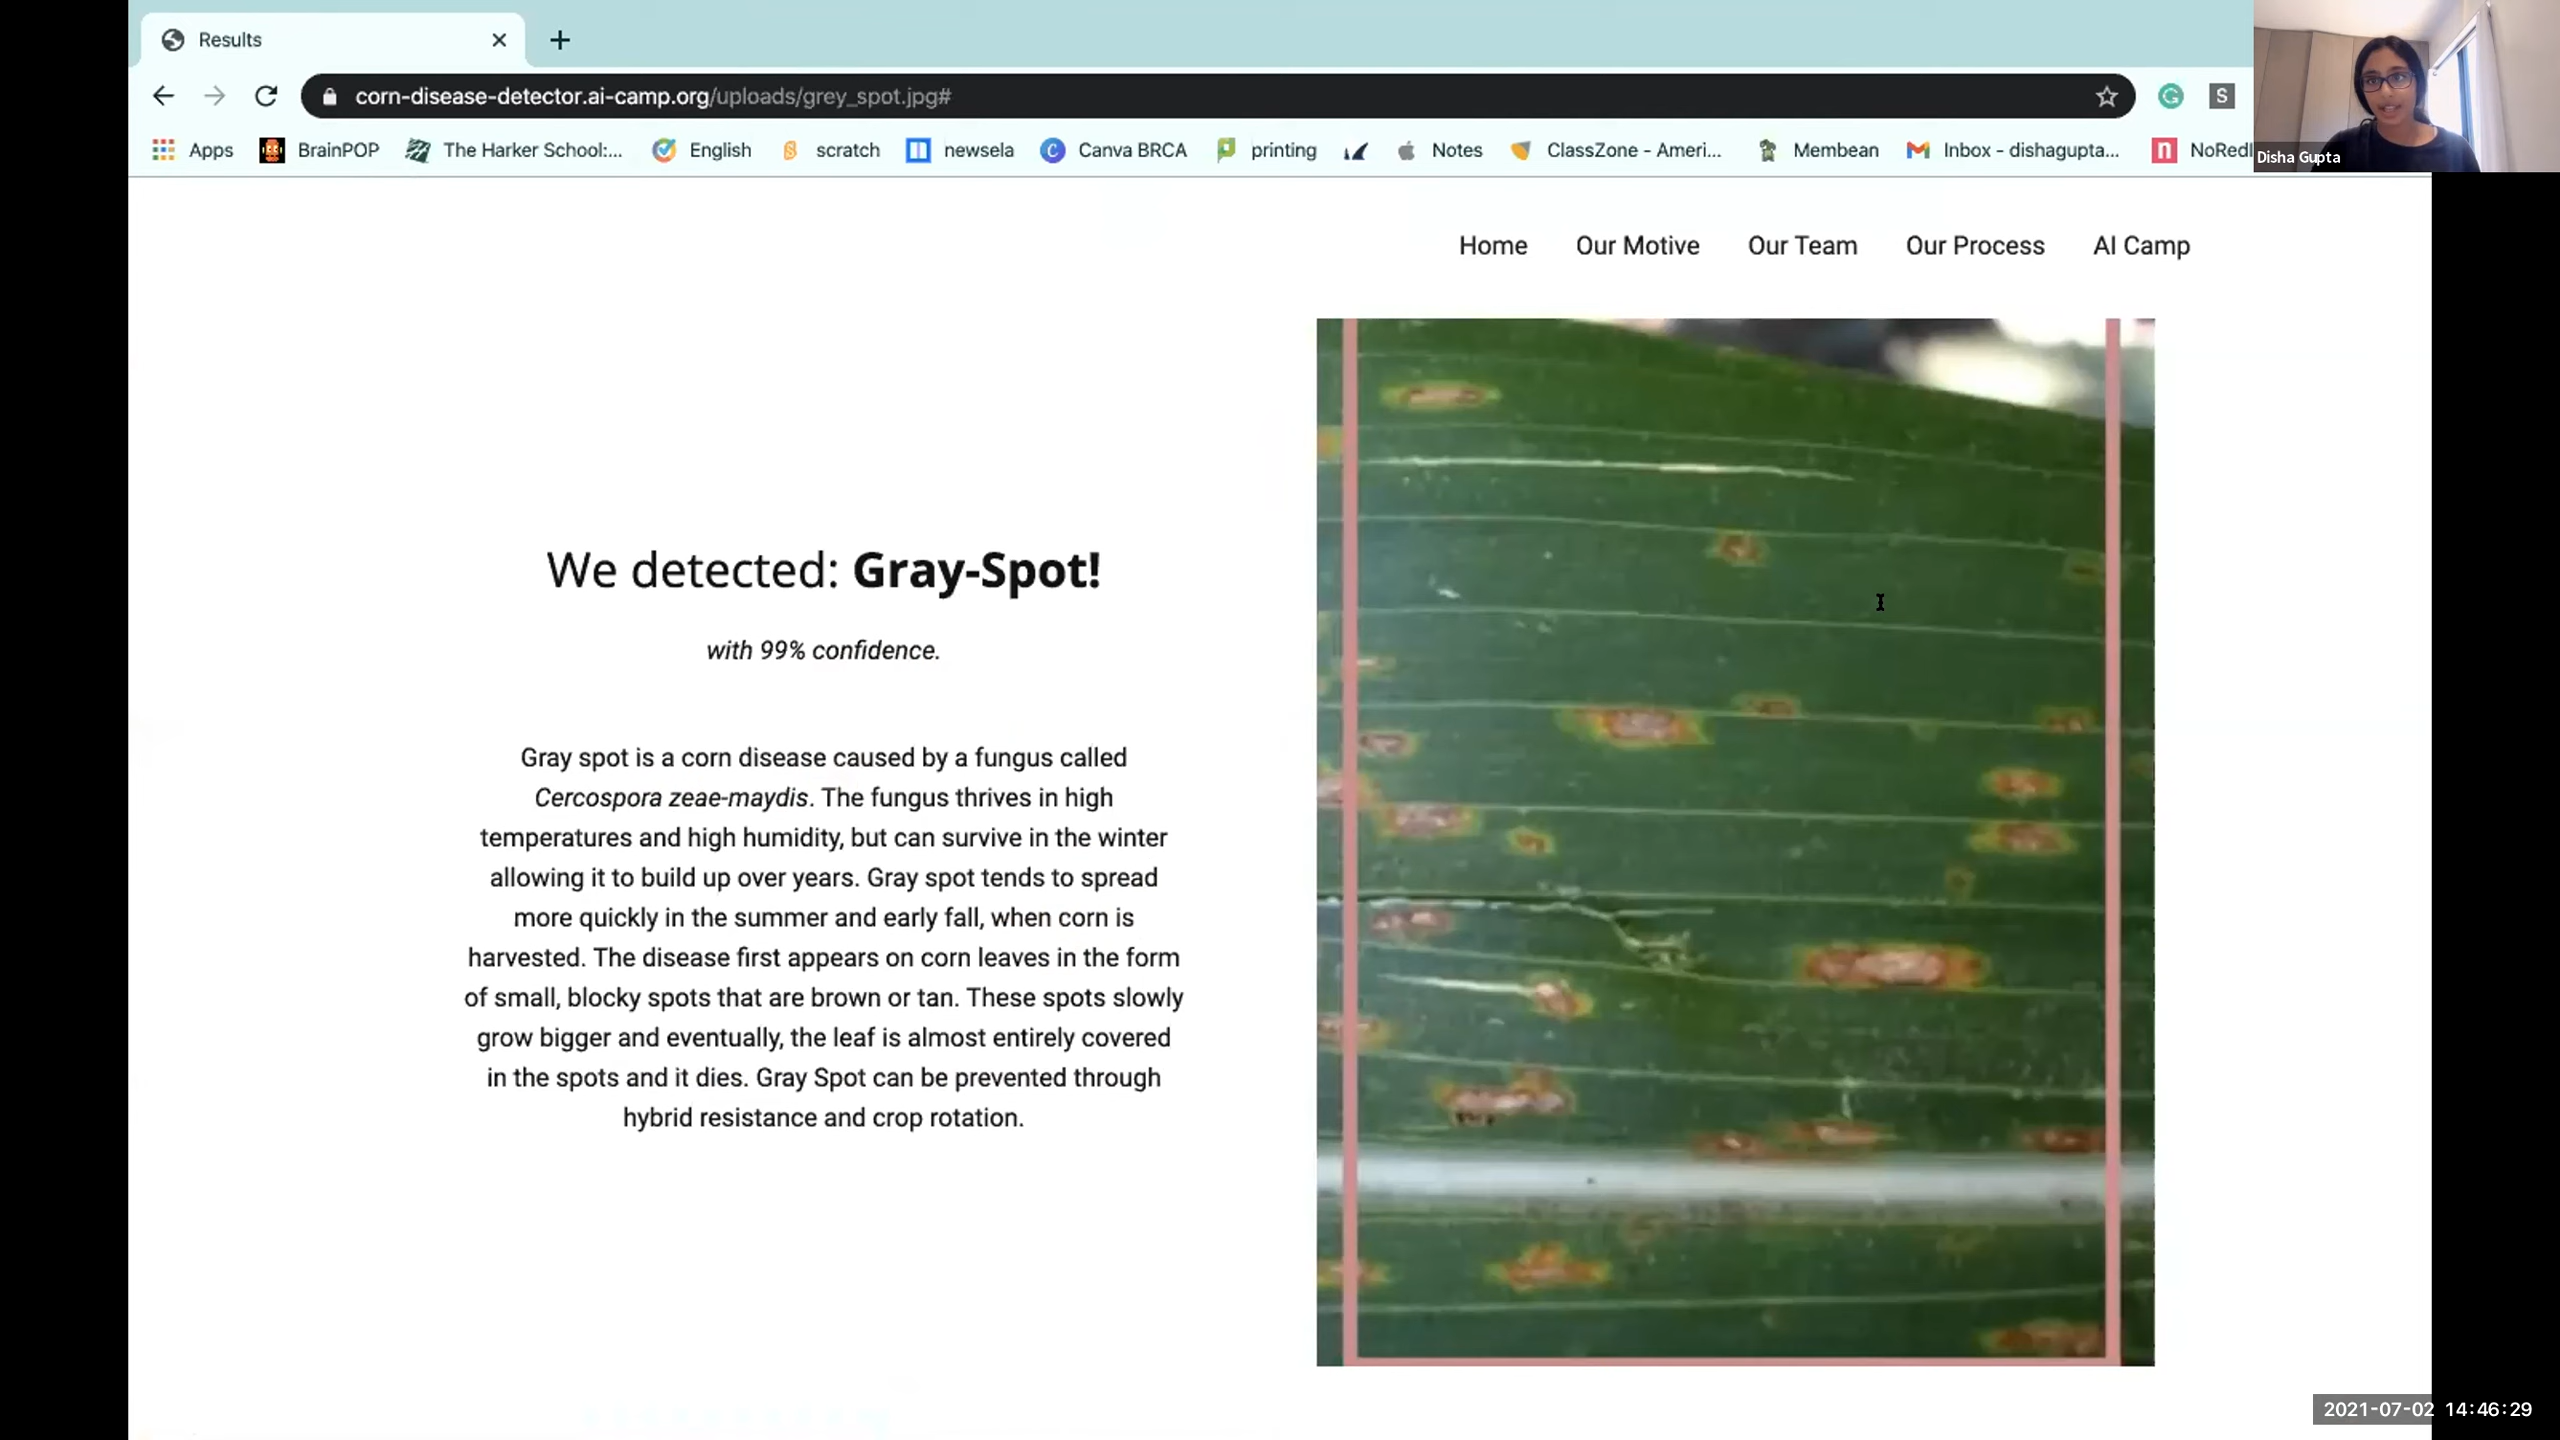 Results
corn-disease-detector.ai-camp.org/uploads/grey_spot.jpg#
S
Apps BrainPOP The Harker School:... English scratch newsela Canva BRCA printing Notes ClassZone - Ameri... Membean Inbox - dishagupta... NoRedI
Disha Gupta
Home Our Motive Our Team Our Process AI Camp
We detected: Gray-Spot!
with 99% confidence.
Gray spot is a corn disease caused by a fungus called
Cercospora zeae-maydis. The fungus thrives in high
temperatures and high humidity, but can survive in the winter
allowing it to build up over years. Gray spot tends to spread
more quickly in the summer and early fall, when corn is
harvested. The disease first appears on corn leaves in the form
of small, blocky spots that are brown or tan. These spots slowly
grow bigger and eventually, the leaf is almost entirely covered
in the spots and it dies. Gray Spot can be prevented through
hybrid resistance and crop rotation.
2021-07-02 14:46:29